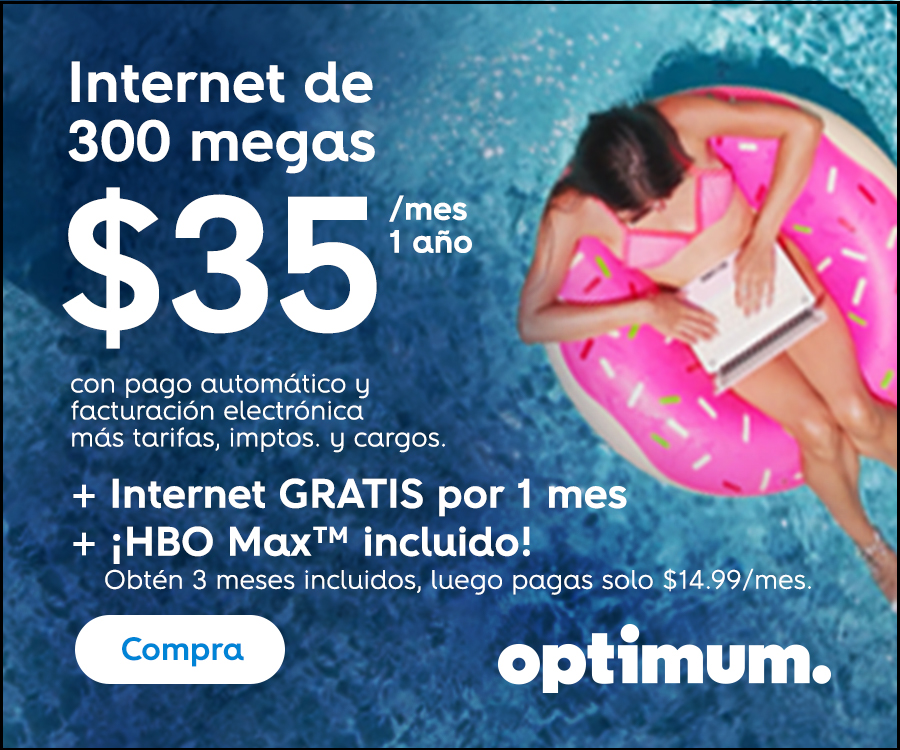 Internet de
300 megas
$35 /mes
1 año
con pago automático y
facturación electrónica
más tarifas, imptos. y cargos.
+ Internet GRATIS por 1 mes
+ ¡HBO Max™ incluido!
Obtén 3 meses incluidos, luego pagas solo $14.99/mes.
Compra
optimum.